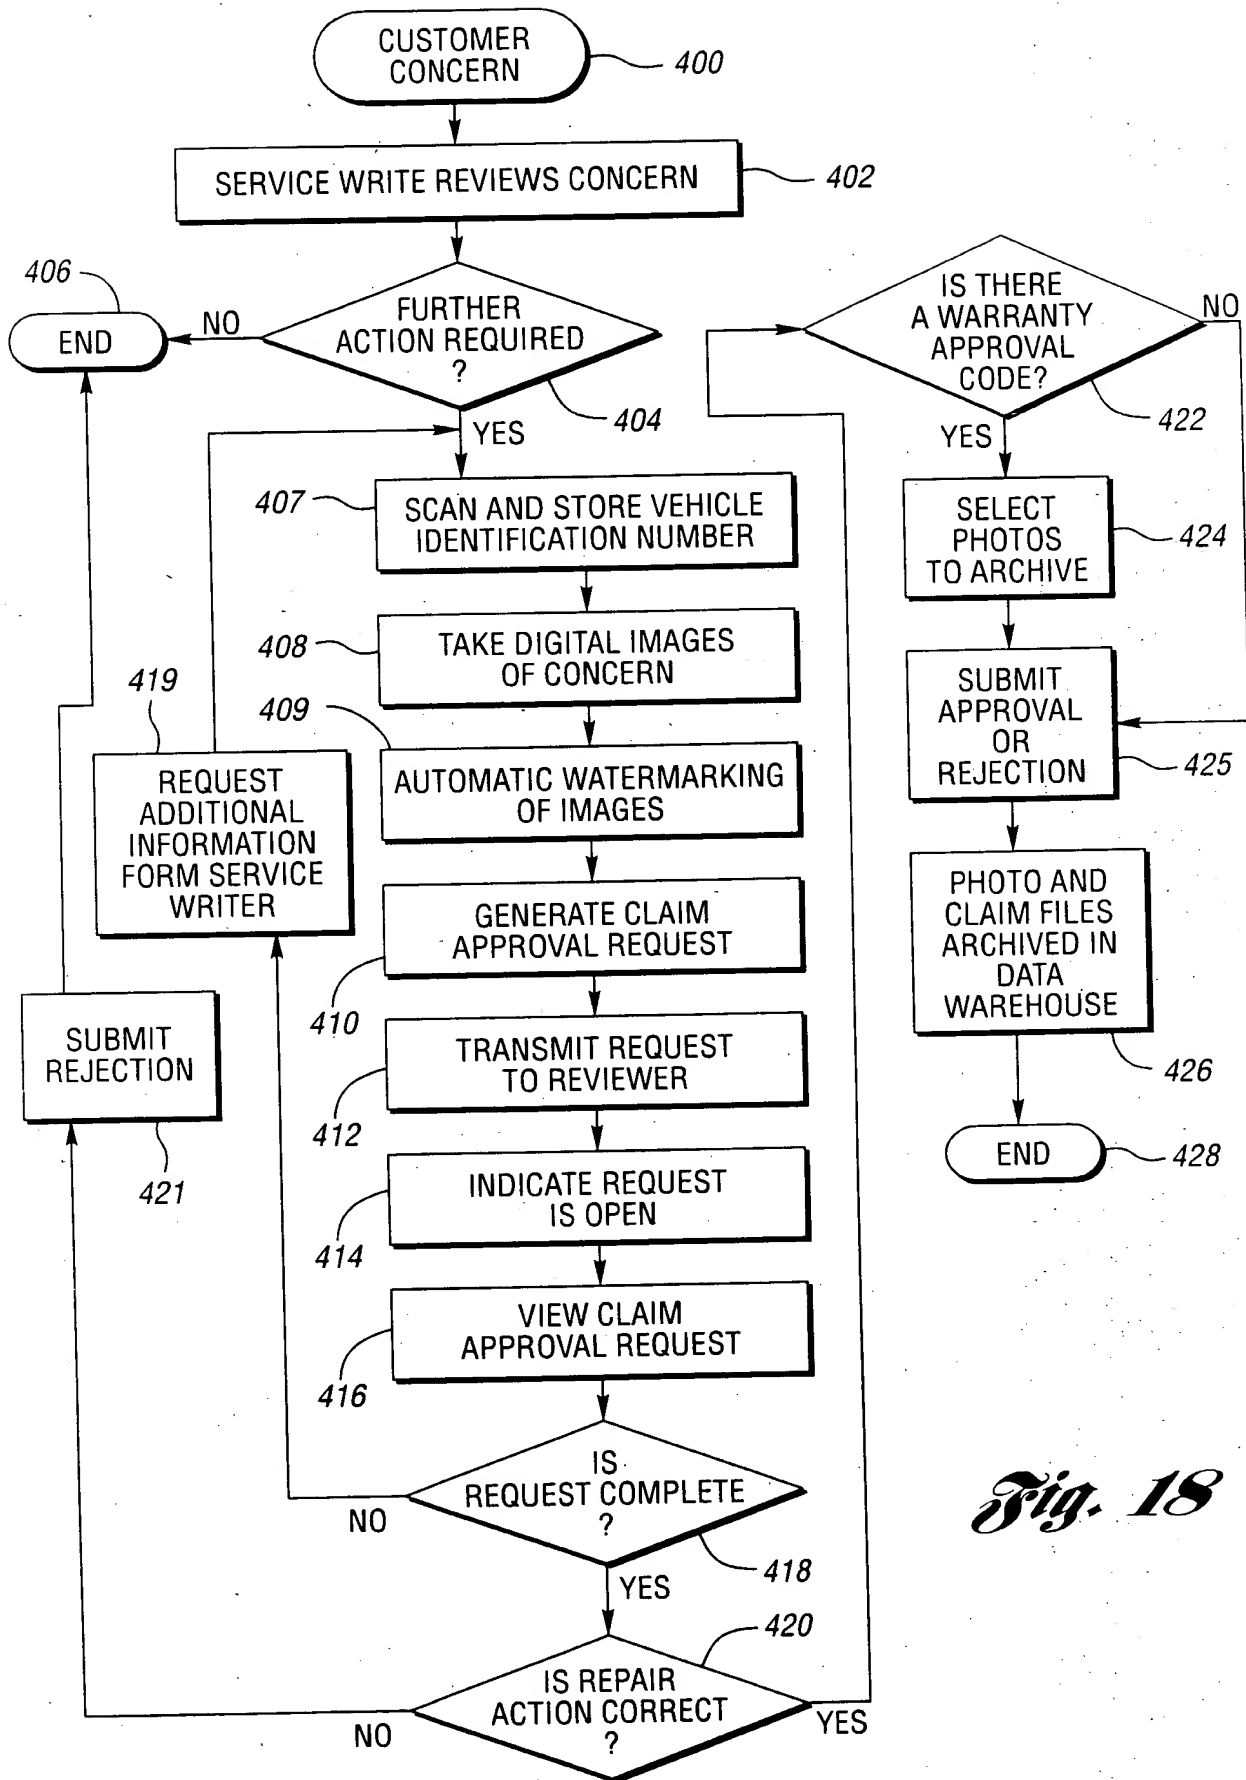 CUSTOMER
CONCERN
400
SERVICE WRITE REVIEWS CONCERN
402
406
END
NO
FURTHER
ACTION REQUIRED
?
404
YES
407
SCAN AND STORE VEHICLE
IDENTIFICATION NUMBER
408
TAKE DIGITAL IMAGES
OF CONCERN
409
AUTOMATIC WATERMARKING
OF IMAGES
419
REQUEST
ADDITIONAL
INFORMATION
FORM SERVICE
WRITER
GENERATE CLAIM
APPROVAL REQUEST
410
SUBMIT
REJECTION
421
TRANSMIT REQUEST
TO REVIEWER
412
INDICATE REQUEST
IS OPEN
414
VIEW CLAIM
APPROVAL REQUEST
416
IS
REQUEST COMPLETE
?
NO
418
YES
420
IS REPAIR
ACTION CORRECT
?
NO
YES
IS THERE
A WARRANTY
APPROVAL
CODE?
NO
422
YES
SELECT
PHOTOS
TO ARCHIVE
424
SUBMIT
APPROVAL
OR
REJECTION
425
PHOTO AND
CLAIM FILES
ARCHIVED IN
DATA
WAREHOUSE
426
END
428
Fig. 18